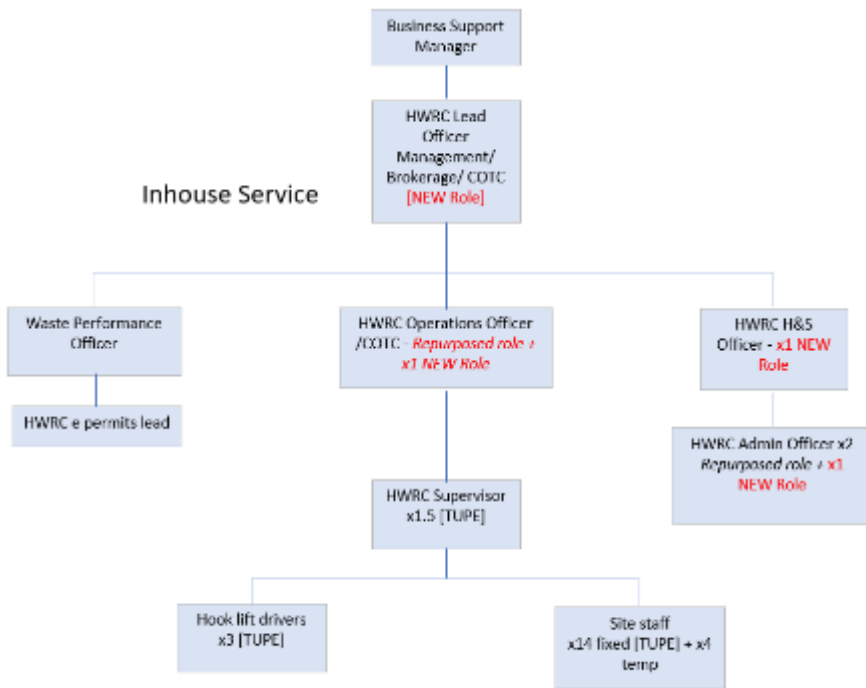 Business Support
Manager
HWRC Lead
Officer
Management/
Brokerage/ COTC
[NEW Role]
Inhouse Service
Waste Performance
Officer
HWRC Operations Officer
/COTC - Repurposed role +
x1 NEW Role
HWRC H&S
Officer - x1 NEW
Role
HWRC e permits lead
HWRC Admin Officer x2
Repurposed role + x1
NEW Role
HWRC Supervisor
x1.5 [TUPE]
Hook lift drivers
x3 [TUPE]
Site staff
x14 fixed [TUPE] + x4
temp